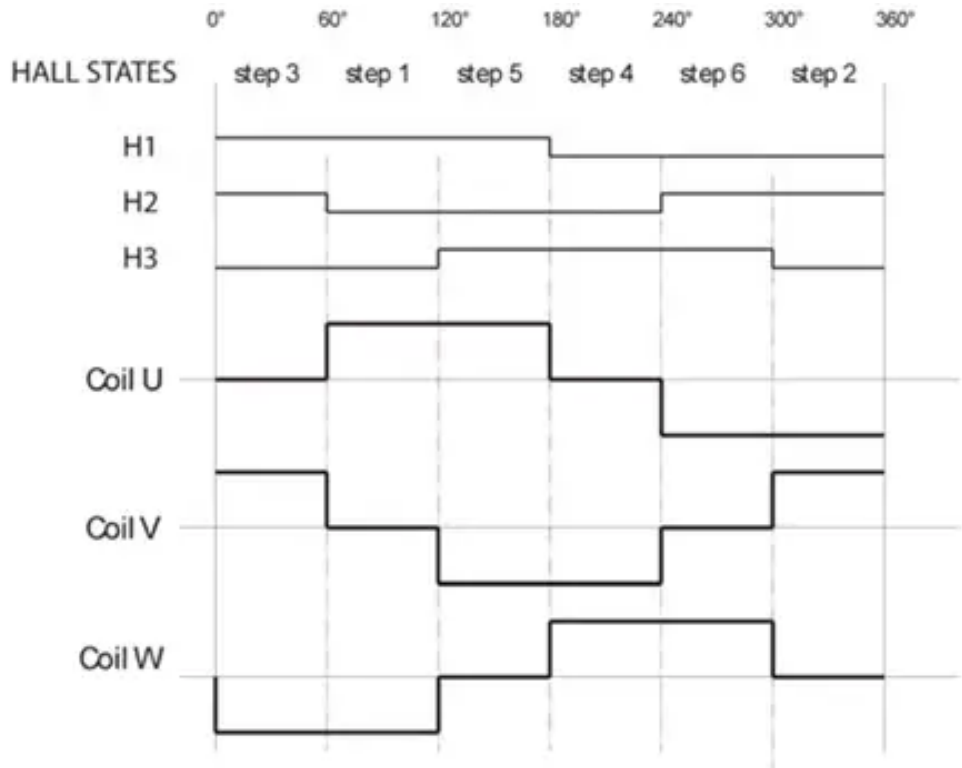 0° 60° 120° 180° 240° 300° 360°
HALL STATES step 3 step 1 step 5 step 4 step 6 step 2
H1
H2
H3
Coil U
Coil V
Coil W